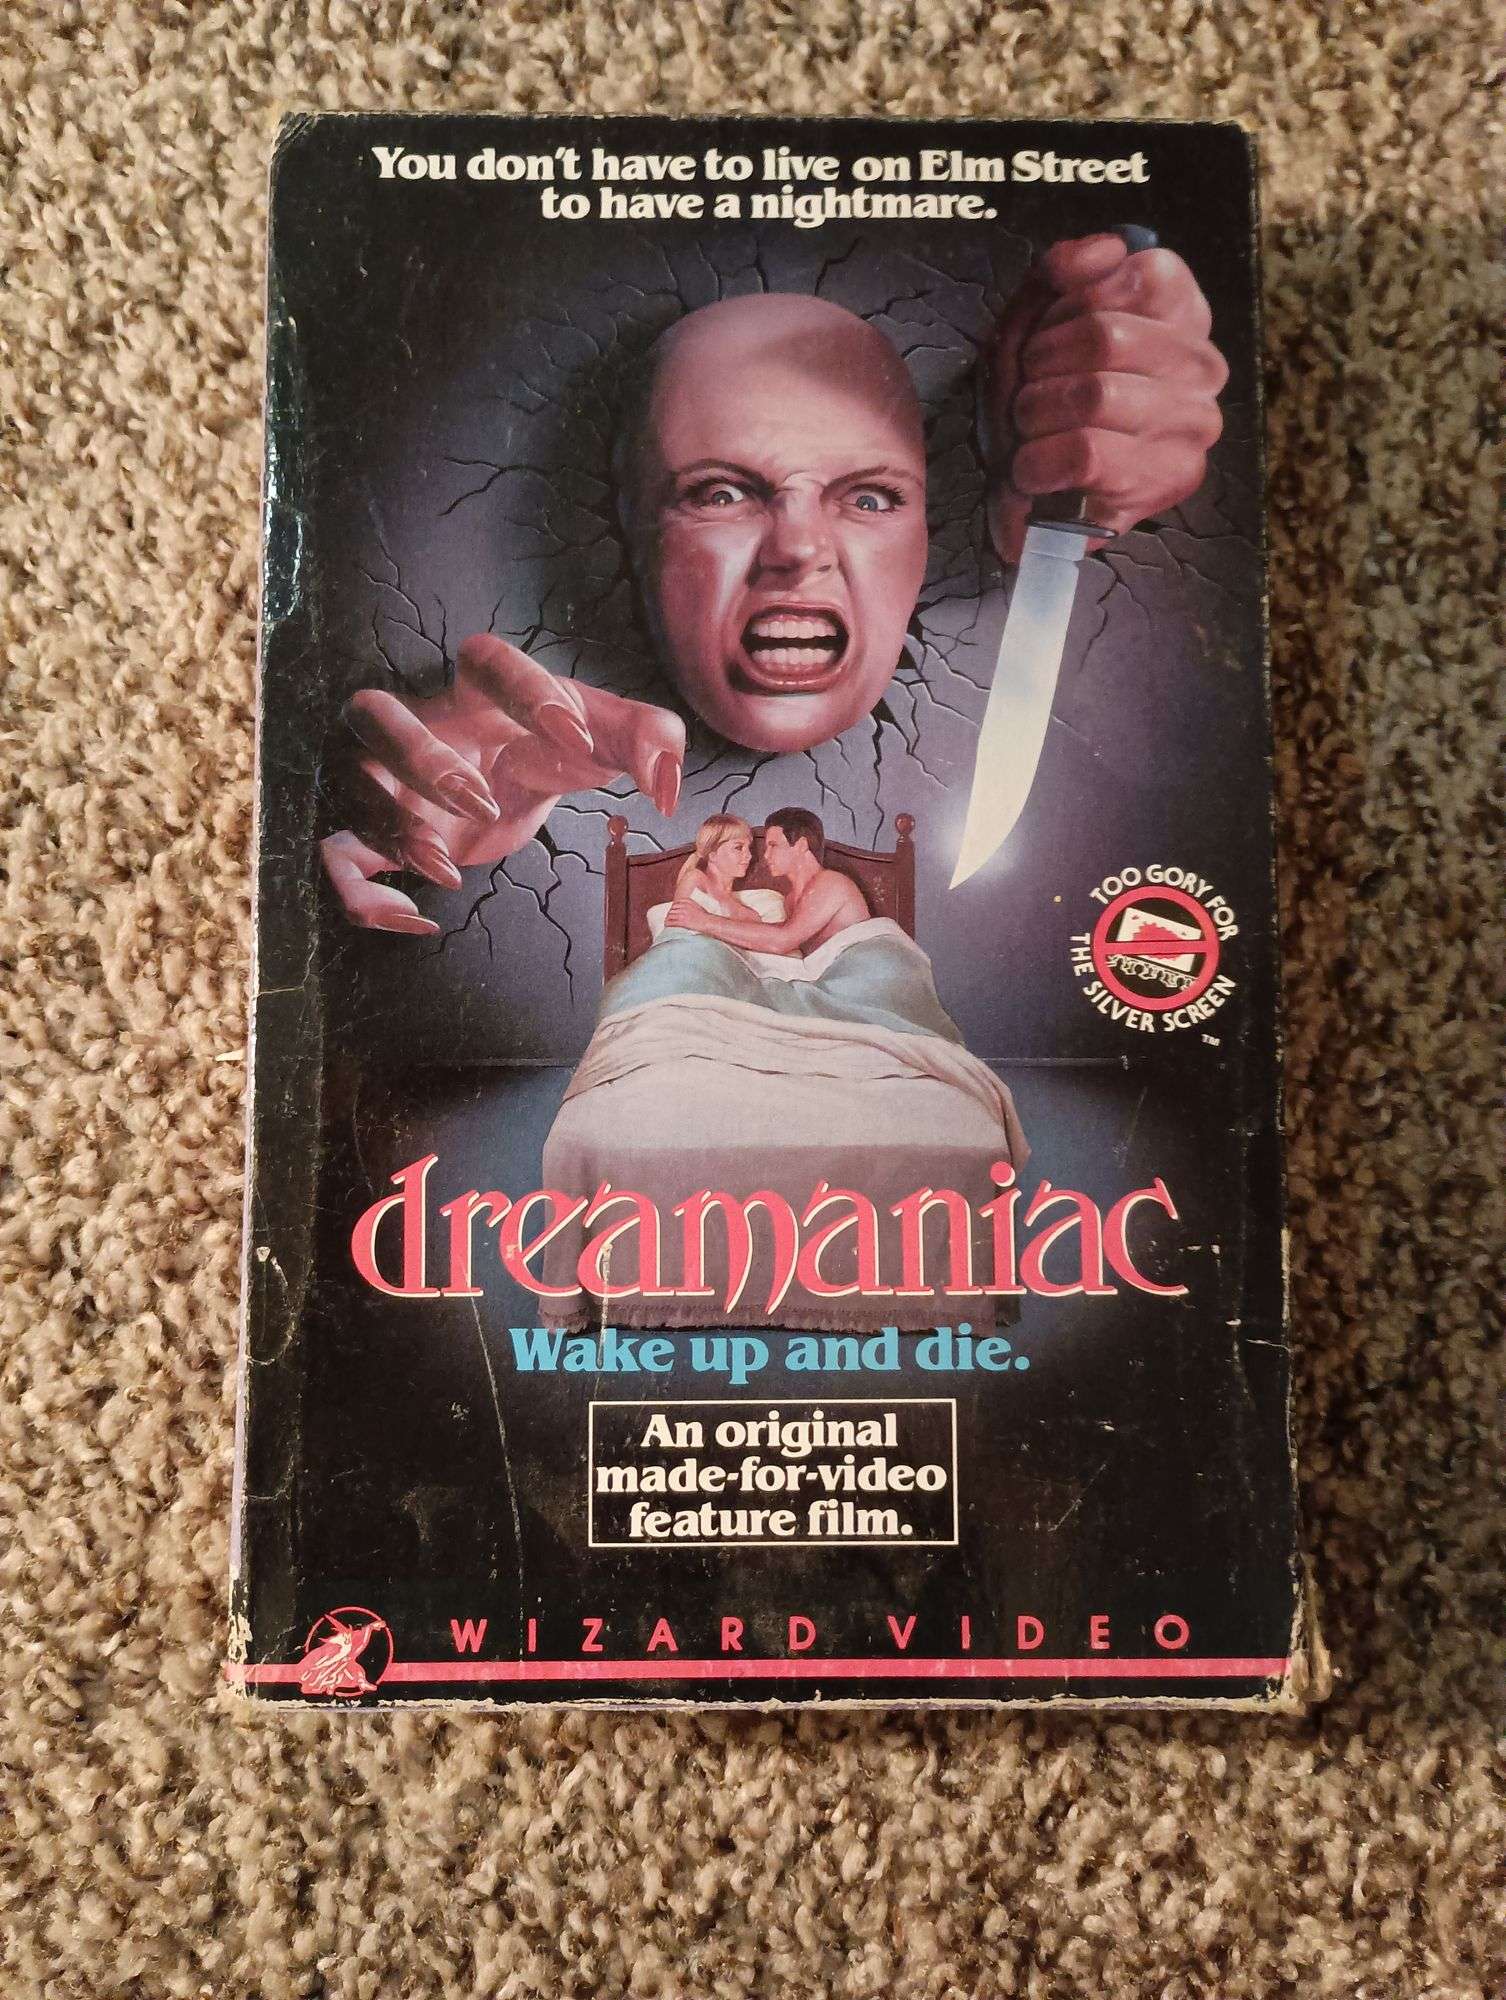 You don't have to live on Elm Street
to have a nightmare.
TOO GORY FOR
THE SILVER SCREEN
TM
dreamaniac
Wake up and die.
An original
made-for-video
feature film.
WIZARD VIDEO